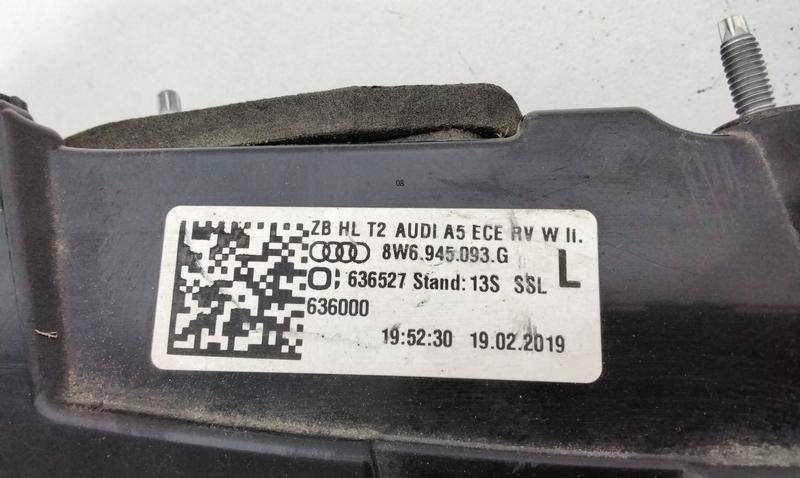 08
ZB HL T2 AUDI A5 ECE RV W II.
8W6.945.093.G
L
636527 Stand: 13S SSL
636000
19:52:30 19.02.2019